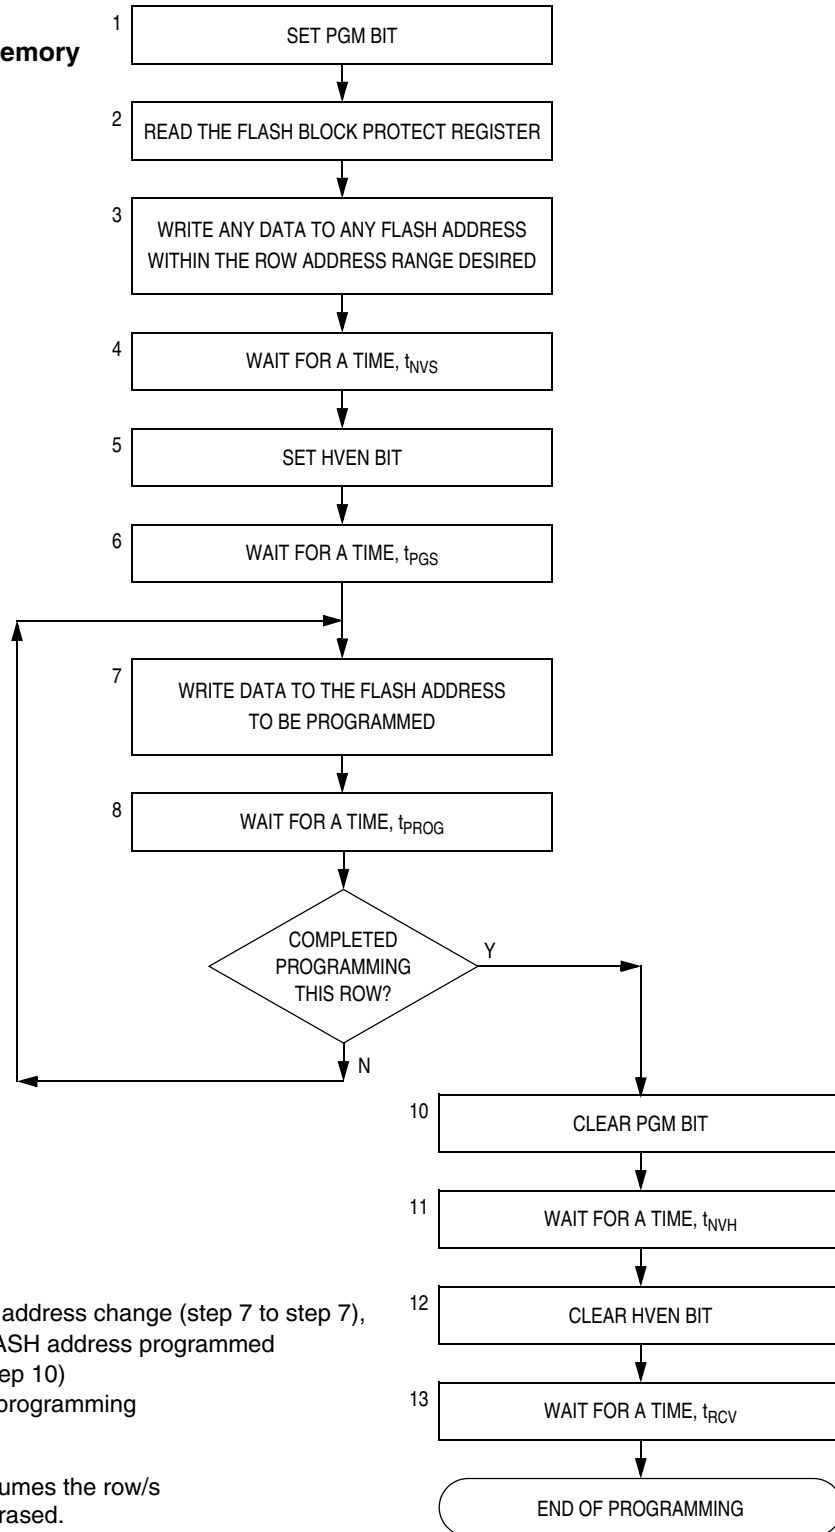 emory
1
SET PGM BIT
2
READ THE FLASH BLOCK PROTECT REGISTER
3
WRITE ANY DATA TO ANY FLASH ADDRESS
WITHIN THE ROW ADDRESS RANGE DESIRED
4
WAIT FOR A TIME, tNVS
5
SET HVEN BIT
6
WAIT FOR A TIME, tPGS
7
WRITE DATA TO THE FLASH ADDRESS
TO BE PROGRAMMED
8
WAIT FOR A TIME, tPROG
COMPLETED
PROGRAMMING
THIS ROW?
Y
N
10
CLEAR PGM BIT
11
WAIT FOR A TIME, tNVH
12
CLEAR HVEN BIT
13
WAIT FOR A TIME, tRCV
END OF PROGRAMMING
address change (step 7 to step 7),
ASH address programmed
ep 10)
programming
umes the row/s
rased.